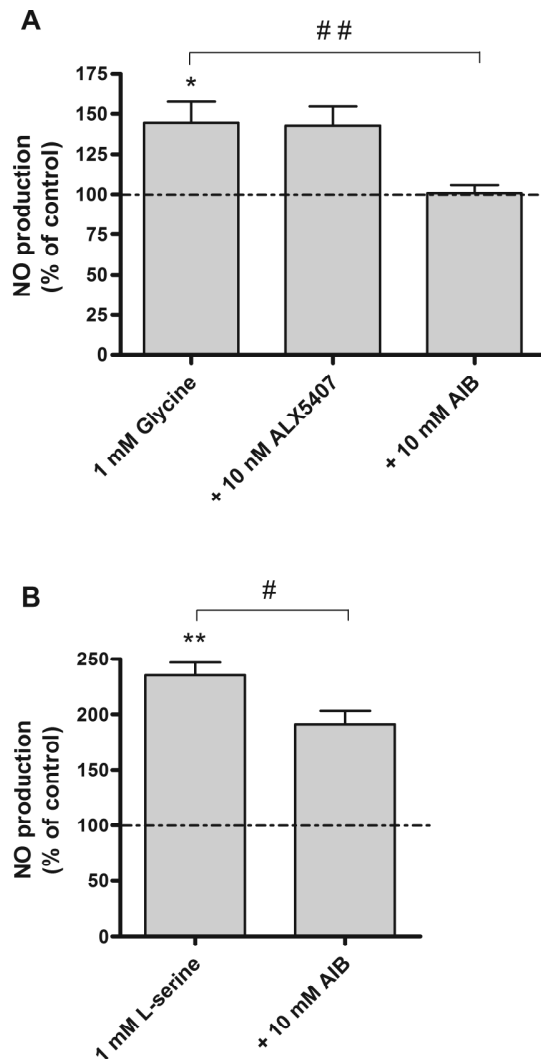 A
# #
*
NO production
(% of control)
175
150
125
100
75
50
25
0
1 mM Glycine
+ 10 nM ALX5407
+ 10 mM AIB
B
#
**
NO production
(% of control)
250
200
150
100
50
0
1 mM L-serine
+ 10 mM AIB